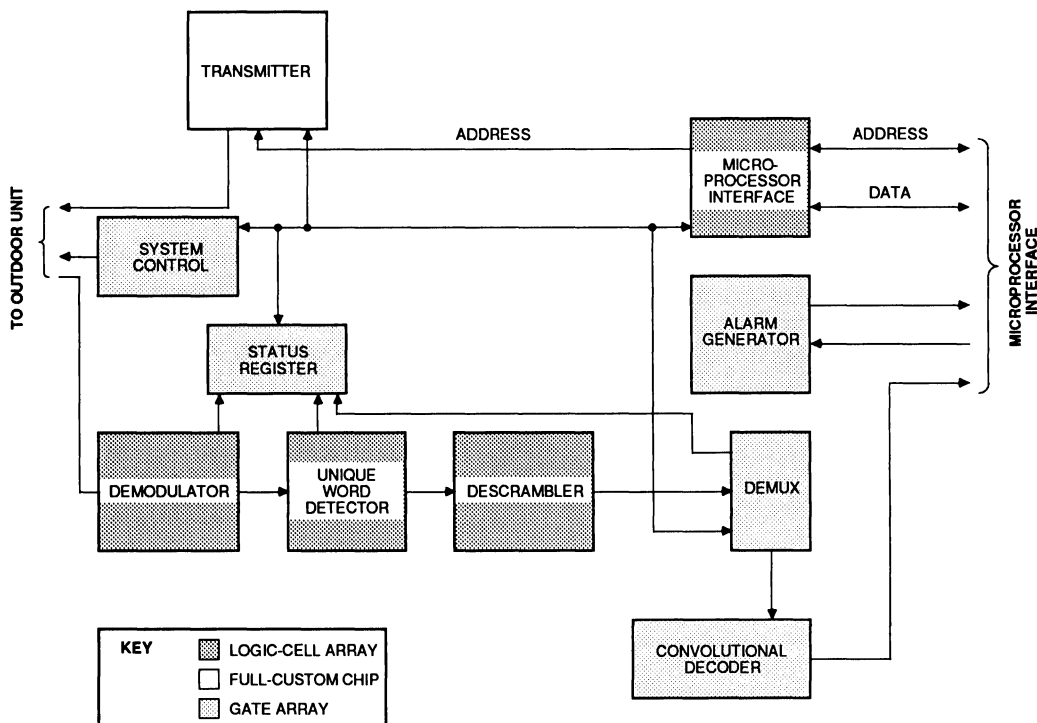 TRANSMITTER
ADDRESS
ADDRESS
MICRO-
PROCESSOR
INTERFACE
DATA
TO OUTDOOR UNIT
SYSTEM
CONTROL
MICROPROCESSOR
INTERFACE
ALARM
GENERATOR
STATUS
REGISTER
DEMODULATOR
UNIQUE
WORD
DETECTOR
DESCRAMBLER
DEMUX
CONVOLUTIONAL
DECODER
KEY
LOGIC-CELL ARRAY
FULL-CUSTOM CHIP
GATE ARRAY